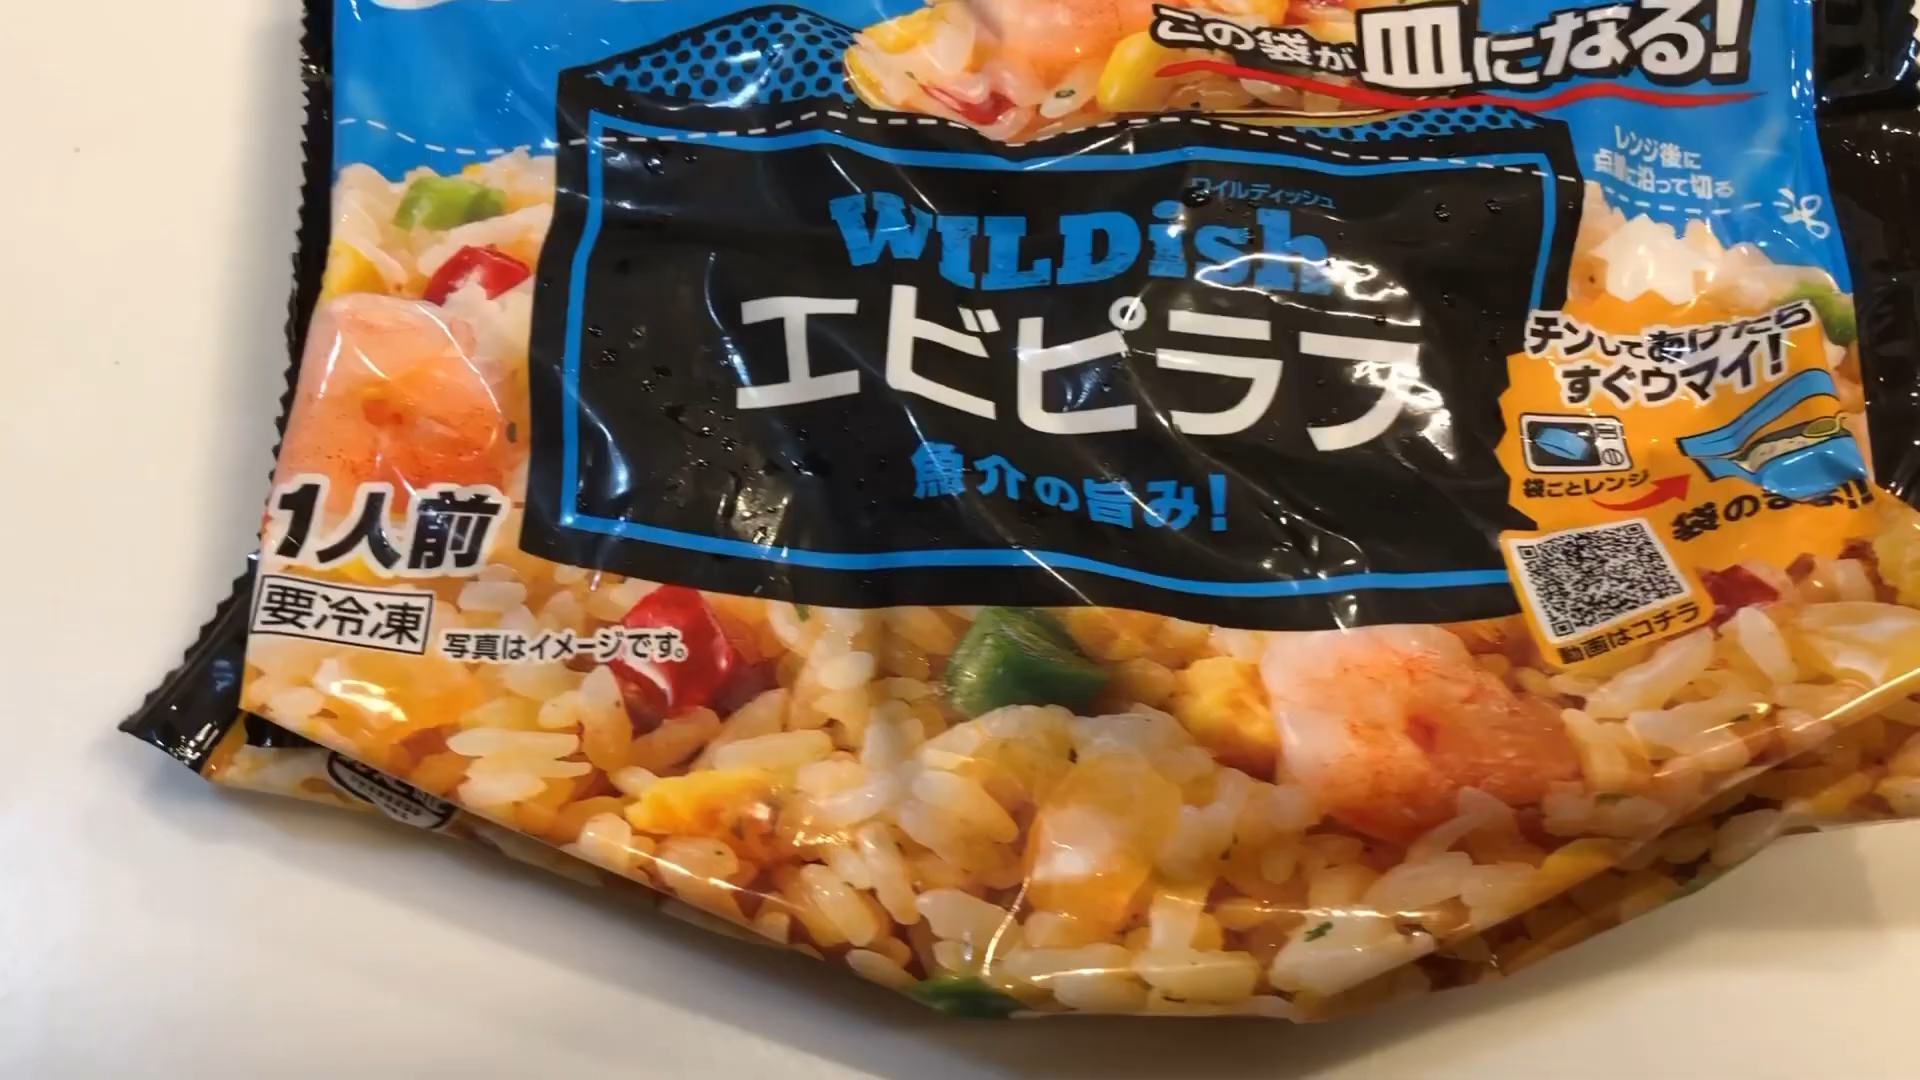 この袋が皿になる!
レンジ後に
点線に沿って切る
ワイルディッシュ
WILDish
エビピラフ
魚介の旨み!
チンしてあけたら
すぐウマイ!
袋ごとレンジ
袋のまま!!
動画はコチラ
1人前
要冷凍
写真はイメージです。